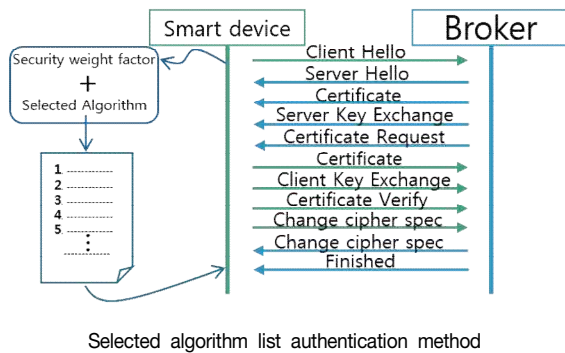 Smart device
Broker
Security weight factor
+
Selected Algorithm
1.
2.
3.
4.
5.
Client Hello
Server Hello
Certificate
Server Key Exchange
Certificate Request
Certificate
Client Key Exchange
Certificate Verify
Change cipher spec
Change cipher spec
Finished
Selected algorithm list authentication method